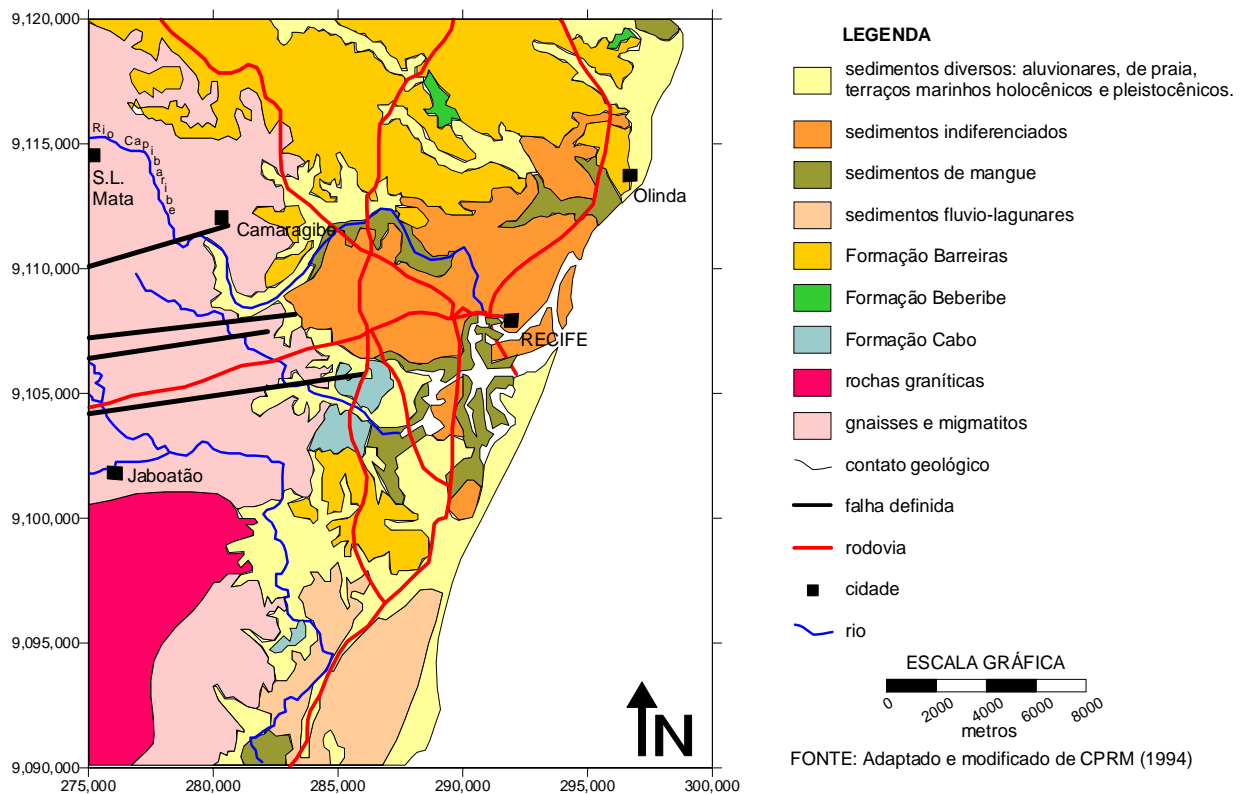 9,120,000
9,115,000
9,110,000
9,105,000
9,100,000
9,095,000
9,090,000
275,000
280,000
285,000
290,000
295,000
300,000
Rio Capibaribe
S.L.
Mata
Camaragibe
Olinda
RECIFE
Jaboatão
N
LEGENDA
sedimentos diversos: aluvionares, de praia,
terraços marinhos holocênicos e pleistocênicos.
sedimentos indiferenciados
sedimentos de mangue
sedimentos fluvio-lagunares
Formação Barreiras
Formação Beberibe
Formação Cabo
rochas graníticas
gnaisses e migmatitos
contato geológico
falha definida
rodovia
cidade
rio
ESCALA GRÁFICA
0 2000 4000 6000 8000
metros
FONTE: Adaptado e modificado de CPRM (1994)